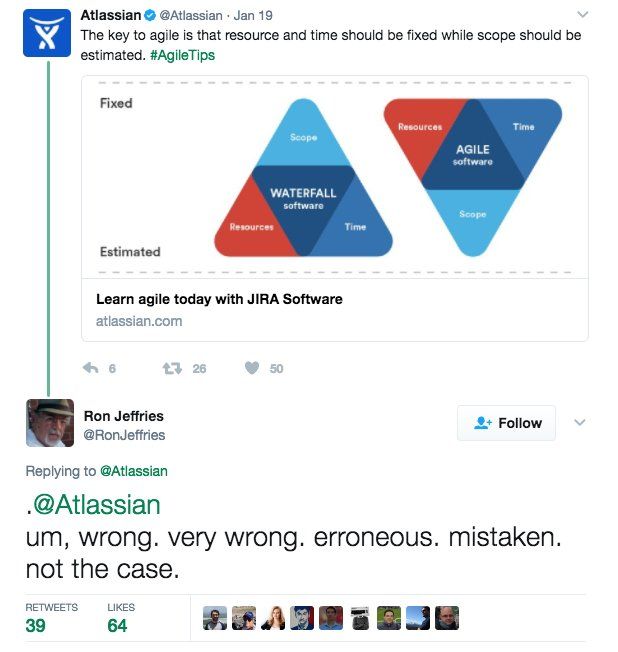 Atlassian @Atlassian · Jan 19
The key to agile is that resource and time should be fixed while scope should be
estimated. #AgileTips
Fixed
Scope
WATERFALL
software
Resources
Time
Resources
Time
AGILE
software
Scope
Estimated
Learn agile today with JIRA Software
atlassian.com
6 26 50
Ron Jeffries
@RonJeffries
Follow
Replying to @Atlassian
.@Atlassian
um, wrong. very wrong. erroneous. mistaken.
not the case.
RETWEETS LIKES
39 64